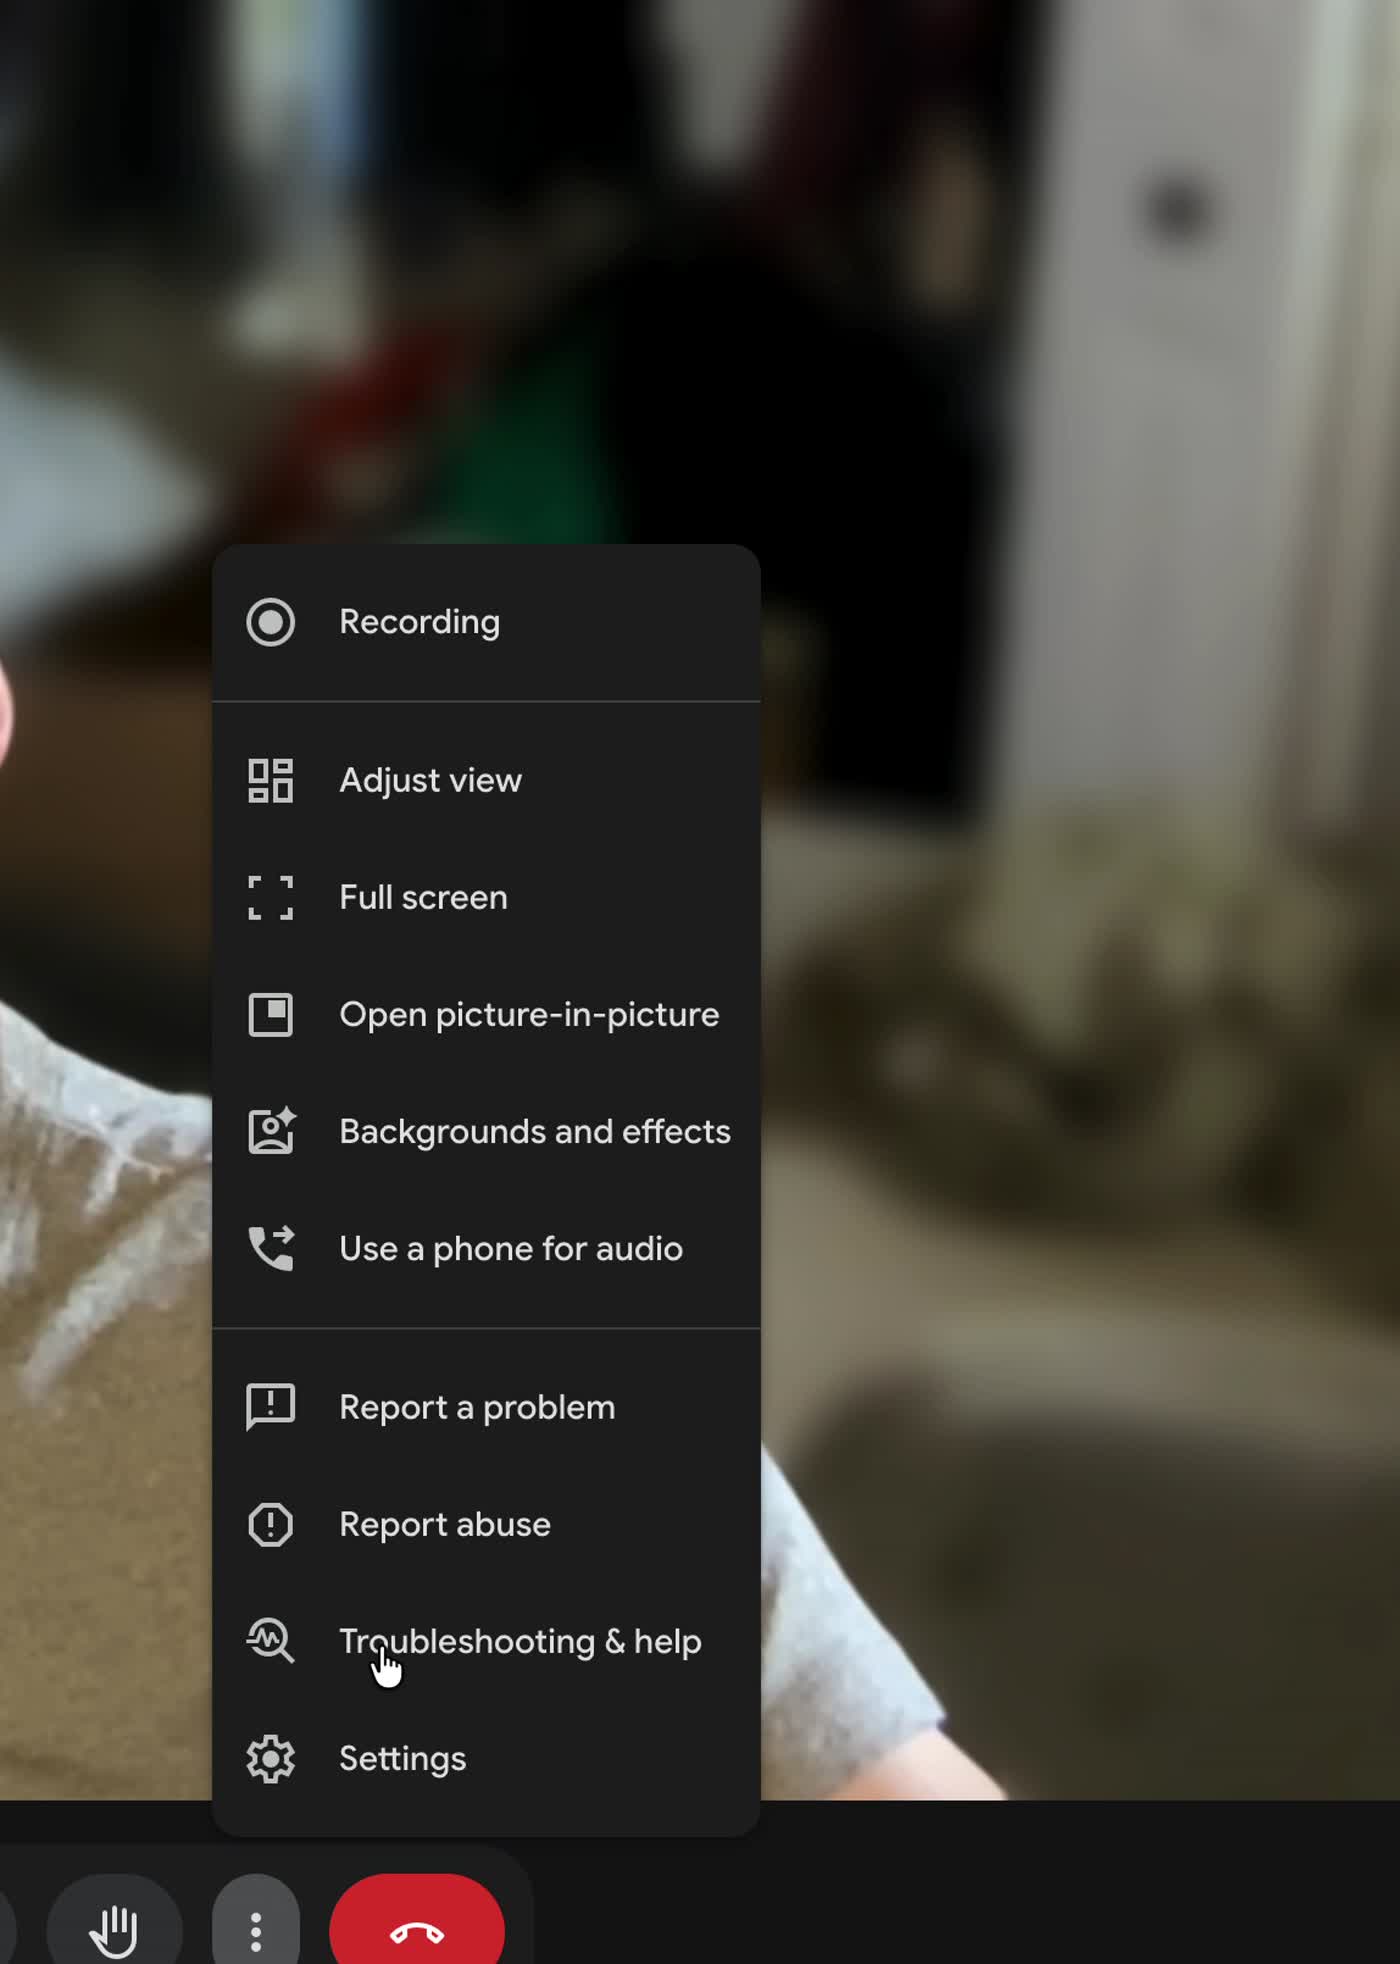 Recording
Adjust view
Full screen
Open picture-in-picture
Backgrounds and effects
Use a phone for audio
Report a problem
Report abuse
Troubleshooting & help
Settings